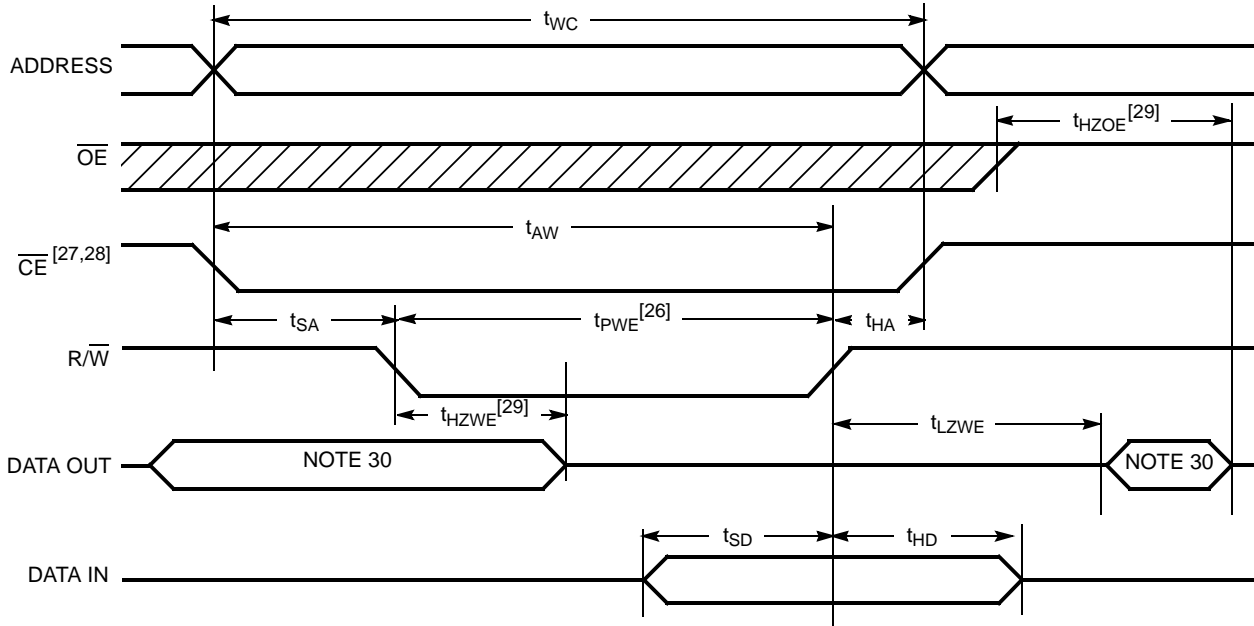 tWC
ADDRESS
tHZOE[29]
OE
tAW
CE [27,28]
tSA
tPWE[26]
tHA
R/W
tHZWE[29]
tLZWE
DATA OUT
NOTE 30
NOTE 30
tSD
tHD
DATA IN